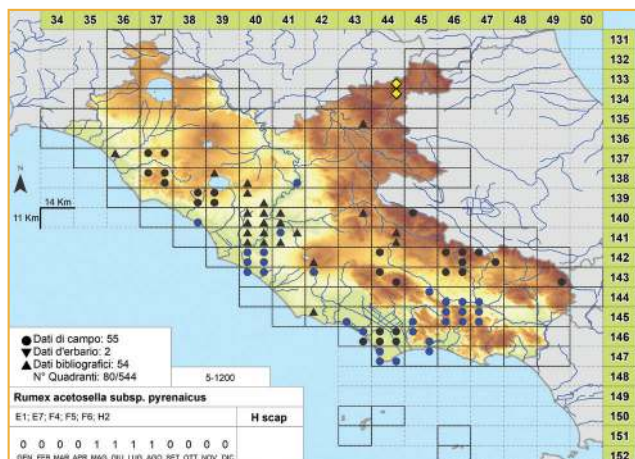 34 35 36 37 38 39 40 41 42 43 44 45 46 47 48 49 50
131
132
133
134
135
136
137
138
139
140
141
142
143
144
145
146
147
148
149
150
151
152
N
14 Km
11 Km
Dati di campo: 55
Dati d'erbario: 2
Dati bibliografici: 54
N° Quadranti: 80/544
5-1200
Rumex acetosella subsp. pyrenaicus
E1; E7; F4; F5; F6; H2
H scap
0 0 0 0 1 1 1 1 0 0 0 0
GEN FEB MAR APR MAG GIU LUG AGO SET OTT NOV DIC